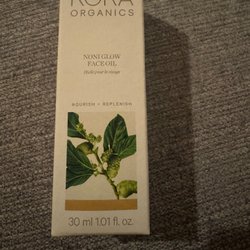 KORA
ORGANICS
NONI GLOW
FACE OIL
Huile pour le visage
NOURISH + REPLENISH
30 ml 1.01 fl. oz.